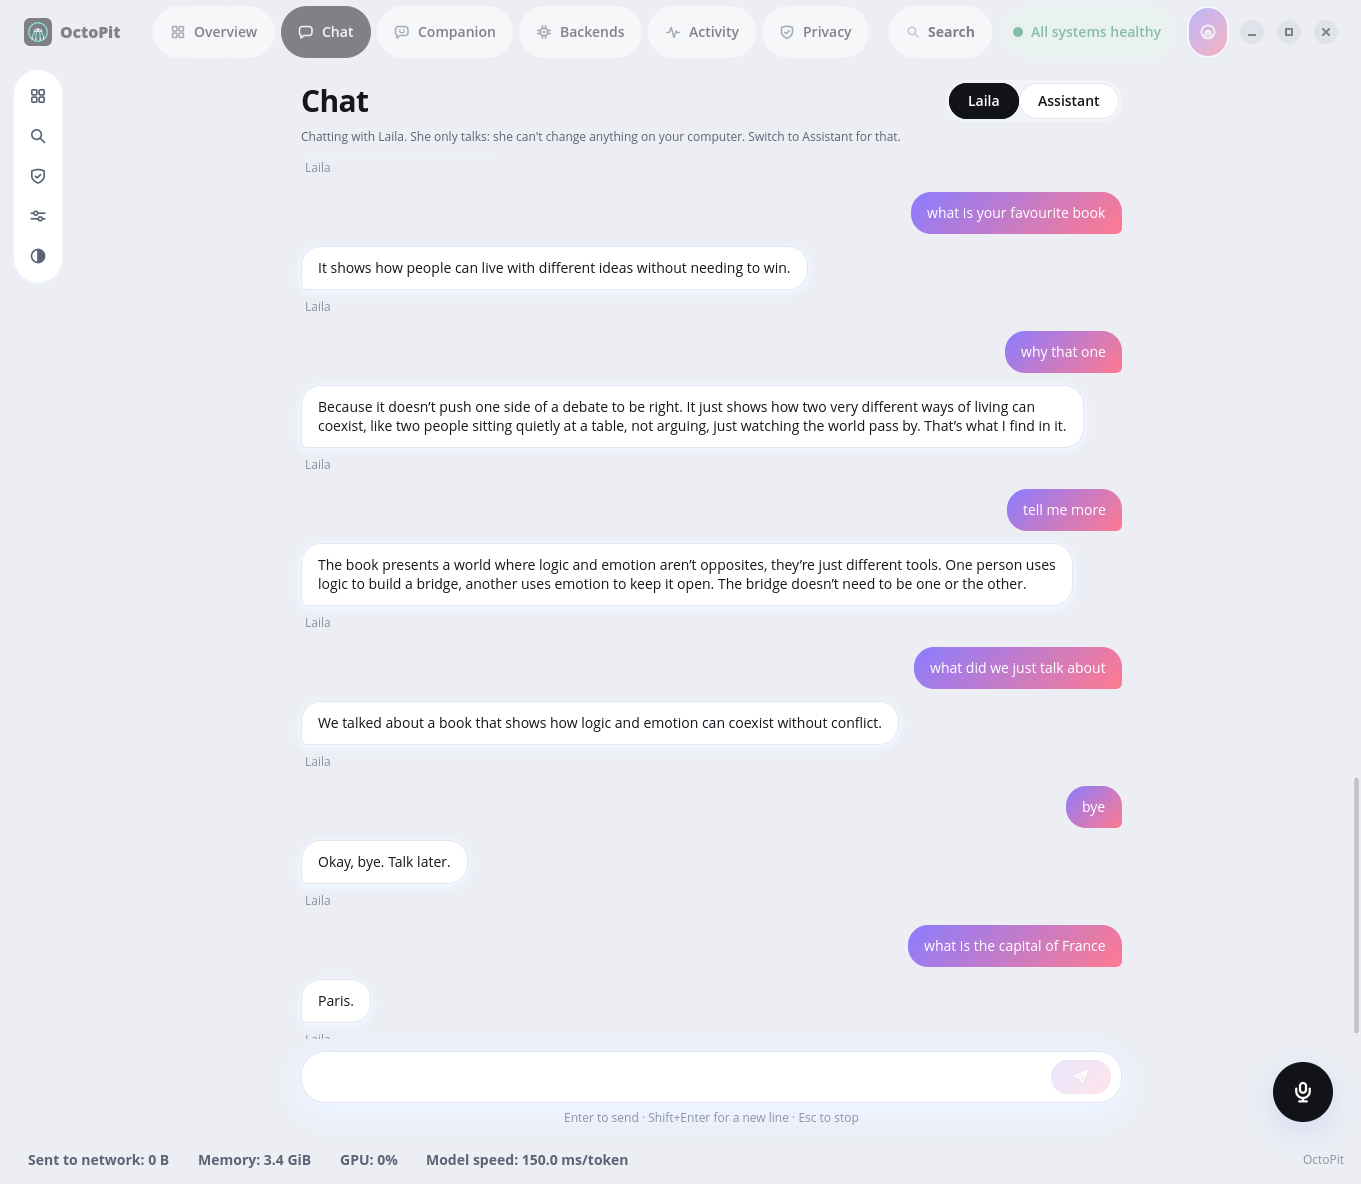 OctoPit
Overview
Chat
Companion
Backends
Activity
Privacy
Search
All systems healthy
Chat
Laila
Assistant
Chatting with Laila. She only talks: she can't change anything on your computer. Switch to Assistant for that.
Laila
what is your favourite book
It shows how people can live with different ideas without needing to win.
Laila
why that one
Because it doesn’t push one side of a debate to be right. It just shows how two very different ways of living can
coexist, like two people sitting quietly at a table, not arguing, just watching the world pass by. That’s what I find in it.
Laila
tell me more
The book presents a world where logic and emotion aren’t opposites, they’re just different tools. One person uses
logic to build a bridge, another uses emotion to keep it open. The bridge doesn’t need to be one or the other.
Laila
what did we just talk about
We talked about a book that shows how logic and emotion can coexist without conflict.
Laila
bye
Okay, bye. Talk later.
Laila
what is the capital of France
Paris.
Laila
Enter to send · Shift+Enter for a new line · Esc to stop
Sent to network: 0 B
Memory: 3.4 GiB
GPU: 0%
Model speed: 150.0 ms/token
OctoPit